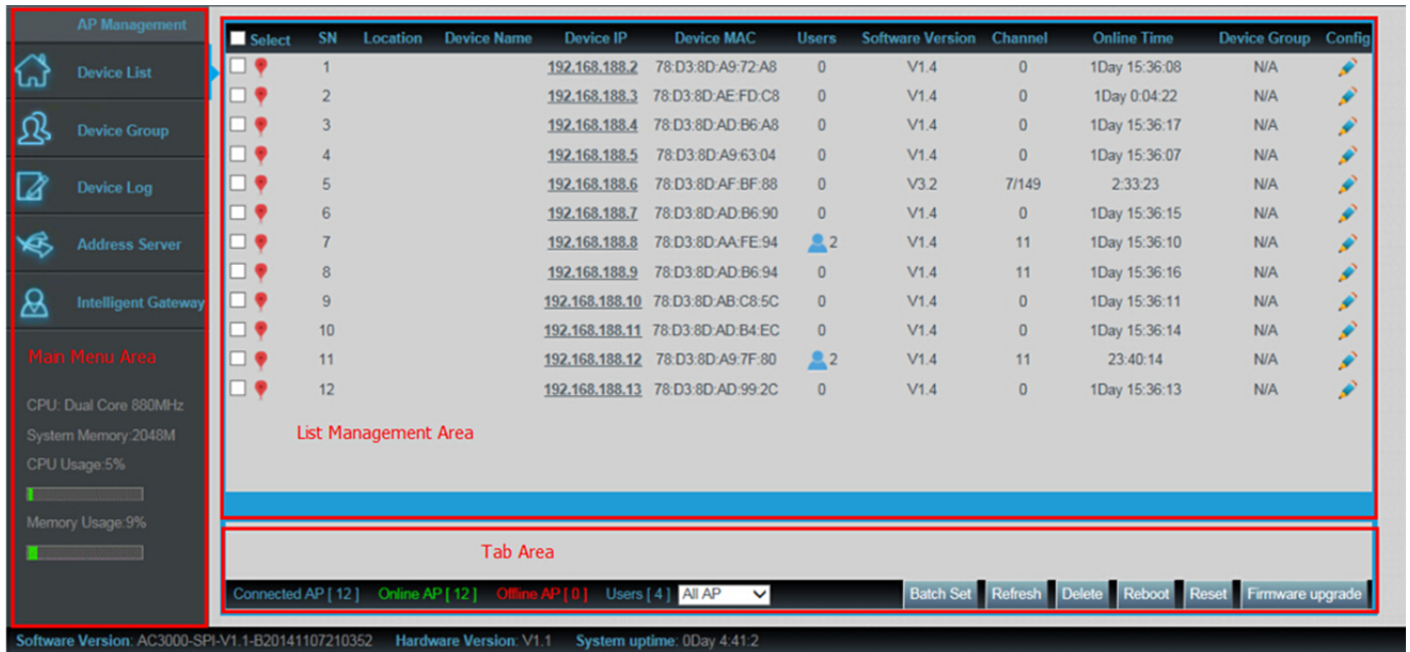 AP Management
Device List
Device Group
Device Log
Address Server
Intelligent Gateway
Main Menu Area
CPU: Dual Core 880MHz
System Memory:2048M
CPU Usage:5%
Memory Usage:9%
Select SN Location Device Name Device IP Device MAC Users Software Version Channel Online Time Device Group Config
1 192.168.188.2 78:D3:8D:A9:72:A8 0 V1.4 0 1Day 15:36:08 N/A
2 192.168.188.3 78:D3:8D:AE:FD:C8 0 V1.4 0 1Day 0:04:22 N/A
3 192.168.188.4 78:D3:8D:AD:B6:A8 0 V1.4 0 1Day 15:36:17 N/A
4 192.168.188.5 78:D3:8D:A9:63:04 0 V1.4 0 1Day 15:36:07 N/A
5 192.168.188.6 78:D3:8D:AF:BF:88 0 V3.2 7/149 2:33:23 N/A
6 192.168.188.7 78:D3:8D:AD:B6:90 0 V1.4 0 1Day 15:36:15 N/A
7 192.168.188.8 78:D3:8D:AA:FE:94 2 V1.4 11 1Day 15:36:10 N/A
8 192.168.188.9 78:D3:8D:AD:B6:94 0 V1.4 11 1Day 15:36:16 N/A
9 192.168.188.10 78:D3:8D:AB:C8:5C 0 V1.4 0 1Day 15:36:11 N/A
10 192.168.188.11 78:D3:8D:AD:B4:EC 0 V1.4 0 1Day 15:36:14 N/A
11 192.168.188.12 78:D3:8D:A9:7F:80 2 V1.4 11 23:40:14 N/A
12 192.168.188.13 78:D3:8D:AD:99:2C 0 V1.4 0 1Day 15:36:13 N/A
List Management Area
Tab Area
Connected AP [ 12 ] Online AP [ 12 ] Offline AP [ 0 ] Users [ 4 ] All AP Batch Set Refresh Delete Reboot Reset Firmware upgrade
Software Version: AC3000-SPI-V1.1-B20141107210352 Hardware Version: V1.1 System uptime: 0Day 4:41:2